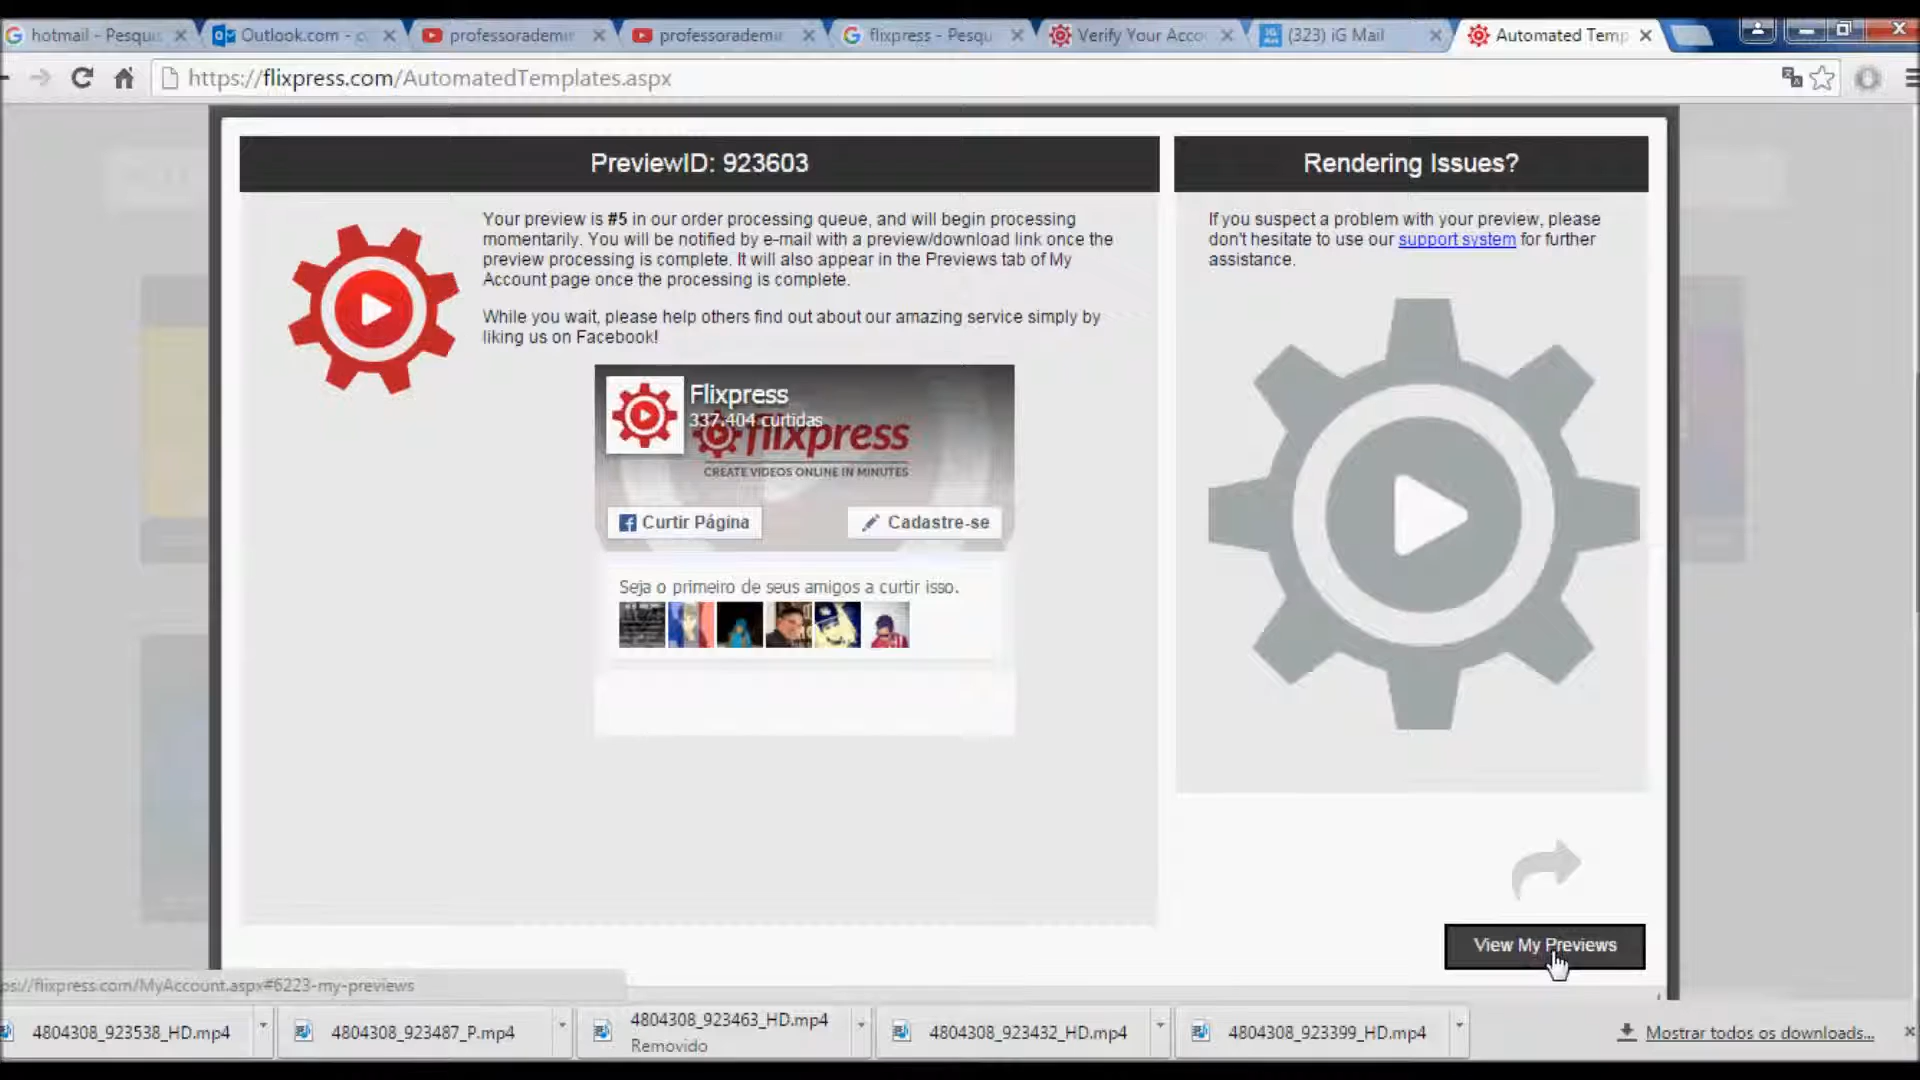 hotmail - Pesqui
Outlook.com - c
professorademir
professorademir
flixpress - Pesqu
Verify Your Acco
(323) iG Mail
Automated Temp
https://flixpress.com/AutomatedTemplates.aspx
PreviewID: 923603
Your preview is #5 in our order processing queue, and will begin processing
momentarily. You will be notified by e-mail with a preview/download link once the
preview processing is complete. It will also appear in the Previews tab of My
Account page once the processing is complete.
While you wait, please help others find out about our amazing service simply by
liking us on Facebook!
Flixpress
337.404 curtidas
flixpress
CREATE VIDEOS ONLINE IN MINUTES
Curtir Página
Cadastre-se
Seja o primeiro de seus amigos a curtir isso.
Rendering Issues?
If you suspect a problem with your preview, please
don't hesitate to use our support system for further
assistance.
View My Previews
ps://flixpress.com/MyAccount.aspx#6223-my-previews
4804308_923538_HD.mp4
4804308_923487_P.mp4
4804308_923463_HD.mp4
Removido
4804308_923432_HD.mp4
4804308_923399_HD.mp4
Mostrar todos os downloads...